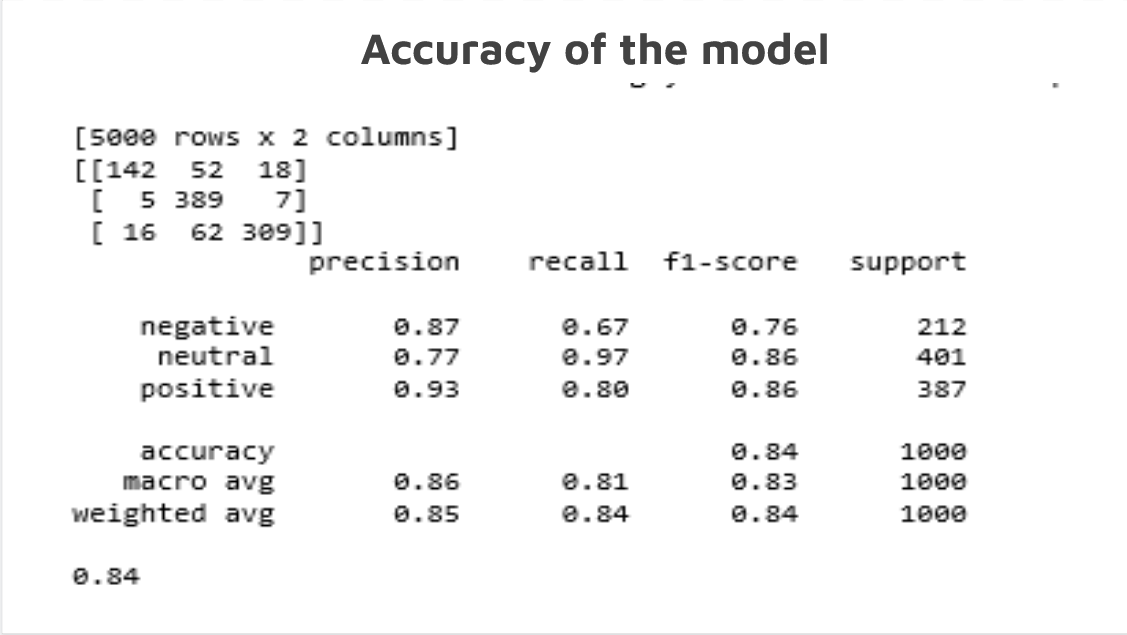 Accuracy of the model
[5000 rows x 2 columns]
[[142  52  18]
 [  5 389   7]
 [ 16  62 309]]
              precision    recall  f1-score   support
    negative       0.87      0.67      0.76       212
     neutral       0.77      0.97      0.86       401
    positive       0.93      0.80      0.86       387
    accuracy                           0.84      1000
   macro avg       0.86      0.81      0.83      1000
weighted avg       0.85      0.84      0.84      1000
0.84